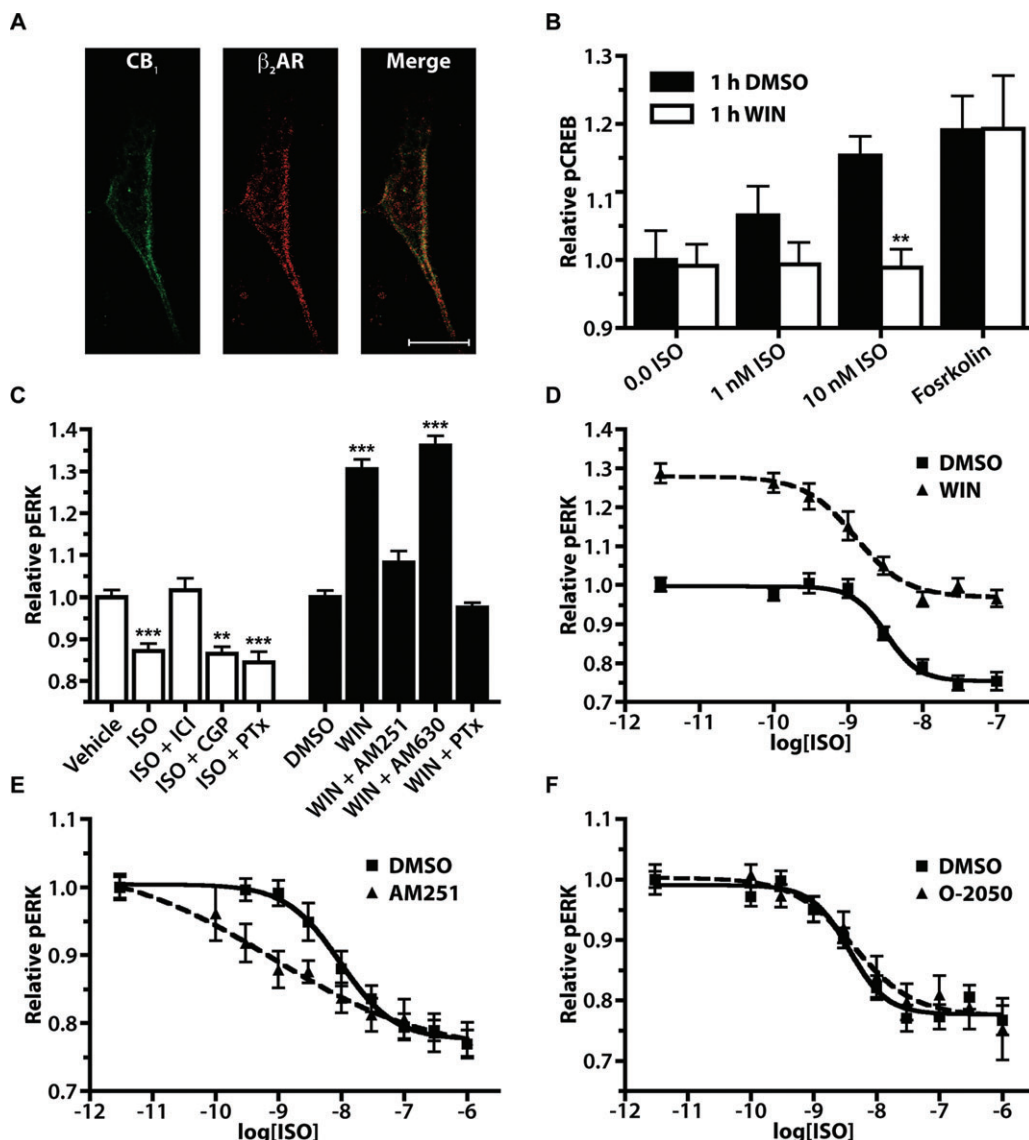 A
CB1
β2AR
Merge
B
Relative pCREB
1.3
1.2
1.1
1.0
0.9
1 h DMSO
1 h WIN
**
0.0 ISO
1 nM ISO
10 nM ISO
Fosrkolin
C
Relative pERK
1.4
1.3
1.2
1.1
1.0
0.9
0.8
***
**
***
***
***
Vehicle
ISO
ISO + ICI
ISO + CGP
ISO + PTx
DMSO
WIN
WIN + AM251
WIN + AM630
WIN + PTx
D
Relative pERK
1.4
1.3
1.2
1.1
1.0
0.9
0.8
0.7
DMSO
WIN
-12 -11 -10 -9 -8 -7
log[ISO]
E
Relative pERK
1.1
1.0
0.9
0.8
0.7
DMSO
AM251
-12 -11 -10 -9 -8 -7 -6
log[ISO]
F
Relative pERK
1.1
1.0
0.9
0.8
0.7
DMSO
O-2050
-12 -11 -10 -9 -8 -7 -6
log[ISO]